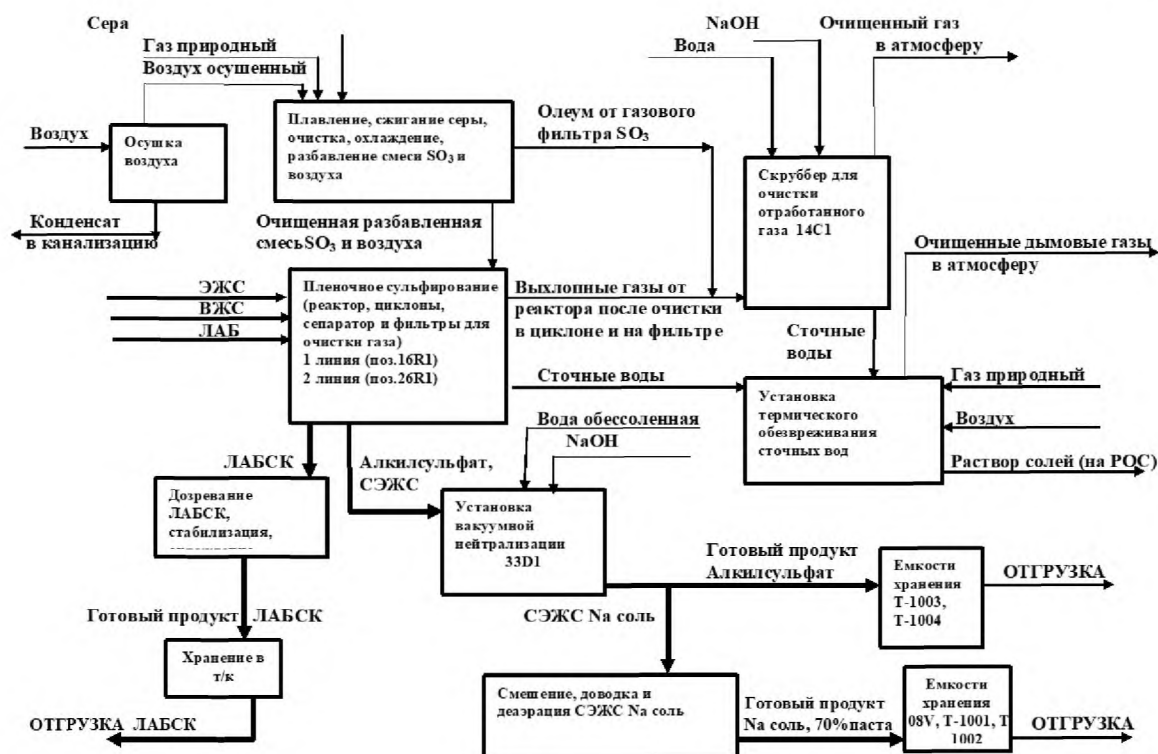 Сера
NaOH
Очищенный газ
в атмосферу
Газ природный
Воздух осушенный
Вода
Воздух
Осушка
воздуха
Плавление, сжигание серы,
очистка, охлаждение,
разбавление смеси SO₃ и
воздуха
Олеум от газового
фильтра SO₃
Скруббер для
очистки
отработанного
газа 14С1
Конденсат
в канализацию
Очищенная разбавленная
смесьSO₃ и воздуха
Очищенные дымовые газы
в атмосферу
ЭЖС
ВЖС
ЛАБ
Пленочное сульфирование
(реактор, циклоны,
сепаратор и фильтры для
очистки газа)
1 линия (поз.16R1)
2 линия (поз.26R1)
Выхлопные газы от
реактора после очистки
в циклоне и на фильтре
Сточные
воды
Сточные воды
Установка
термического
обезвреживания
сточных вод
Газ природный
Воздух
Раствор солей (на РОС)
Вода обессоленная
NaOH
ЛАБСК
Алкилсульфат,
СЭЖС
Дозревание
ЛАБСК,
стабилизация,
Установка
вакуумной
нейтрализации
33D1
Готовый продукт
Алкилсульфат
Емкости
хранения
Т-1003,
Т-1004
ОТГРУЗКА
Готовый продукт ЛАБСК
СЭЖС Na соль
Хранение в
т/к
Смешение, доводка и
деаэрация СЭЖС Na соль
Готовый продукт
Na соль, 70%паста
Емкости
хранения
08V, Т-1001, Т
1002
ОТГРУЗКА
ОТГРУЗКА ЛАБСК